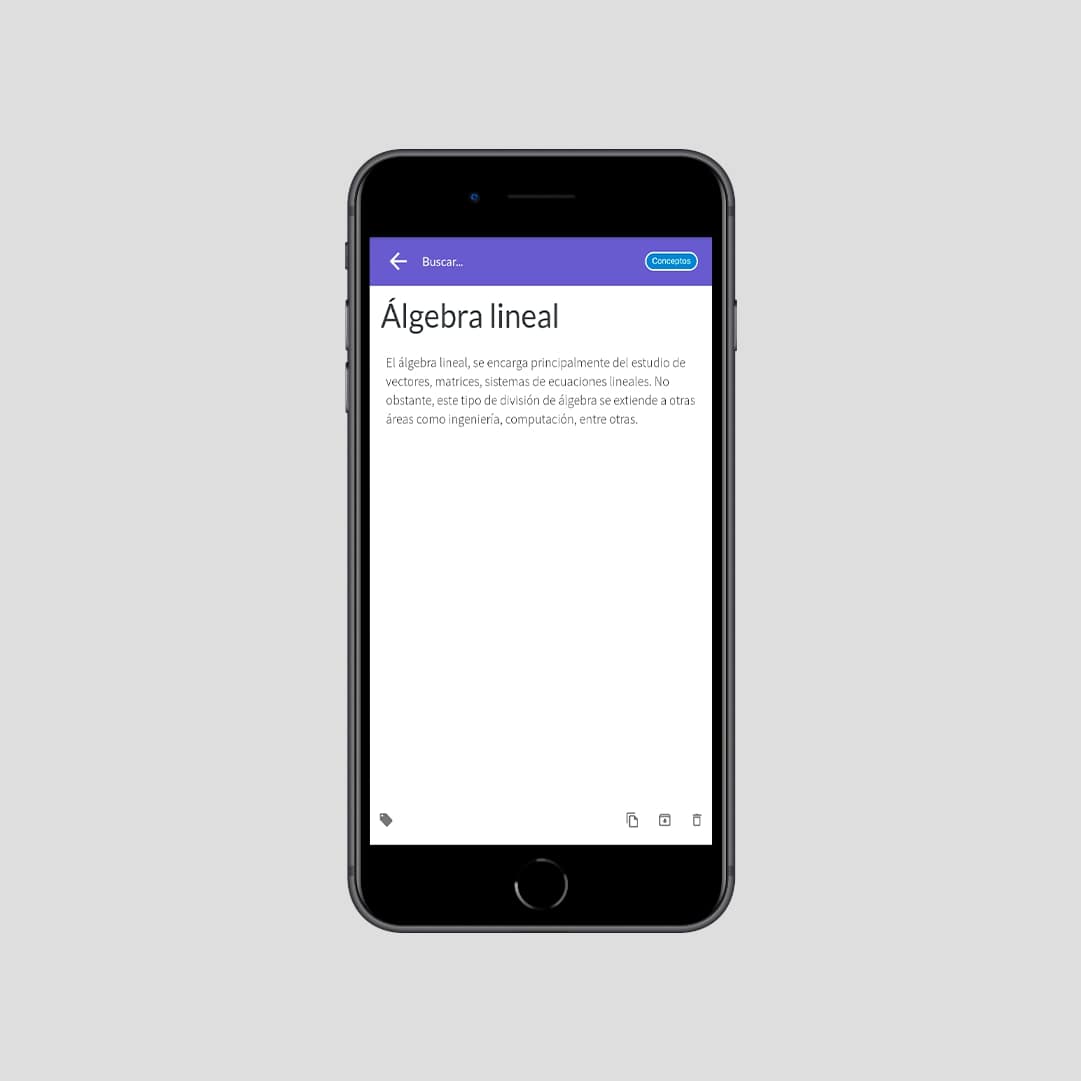 Buscar...
Conceptos
Álgebra lineal
El álgebra lineal, se encarga principalmente del estudio de
vectores, matrices, sistemas de ecuaciones lineales. No
obstante, este tipo de división de álgebra se extiende a otras
áreas como ingeniería, computación, entre otras.